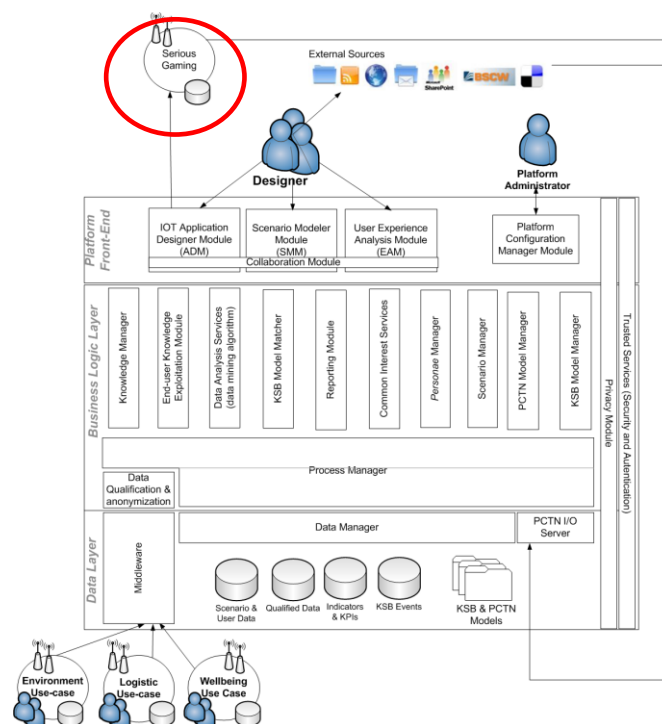 Serious
Gaming
External Sources
Microsoft
SharePoint
BSCW
Designer
Platform
Administrator
Platform
Front-End
IOT Application
Designer Module
(ADM)
Scenario Modeler
Module
(SMM)
User Experience
Analysis Module
(EAM)
Collaboration Module
Platform
Configuration
Manager Module
Business Logic Layer
Knowledge Manager
End-user Knowledge
Exploitation Module
Data Analysis Services
(data mining algorithm)
KSB Model Matcher
Reporting Module
Common Interest Services
Personae Manager
Scenario Manager
PCTN Model Manager
KSB Model Manager
Privacy Module
Trusted Services (Security and Autentication)
Process Manager
Data
Qualification &
anonymization
Data Layer
Middleware
Data Manager
PCTN I/O
Server
Scenario &
User Data
Qualified Data
Indicators
& KPIs
KSB Events
KSB & PCTN
Models
Environment
Use-case
Logistic
Use-case
Wellbeing
Use Case